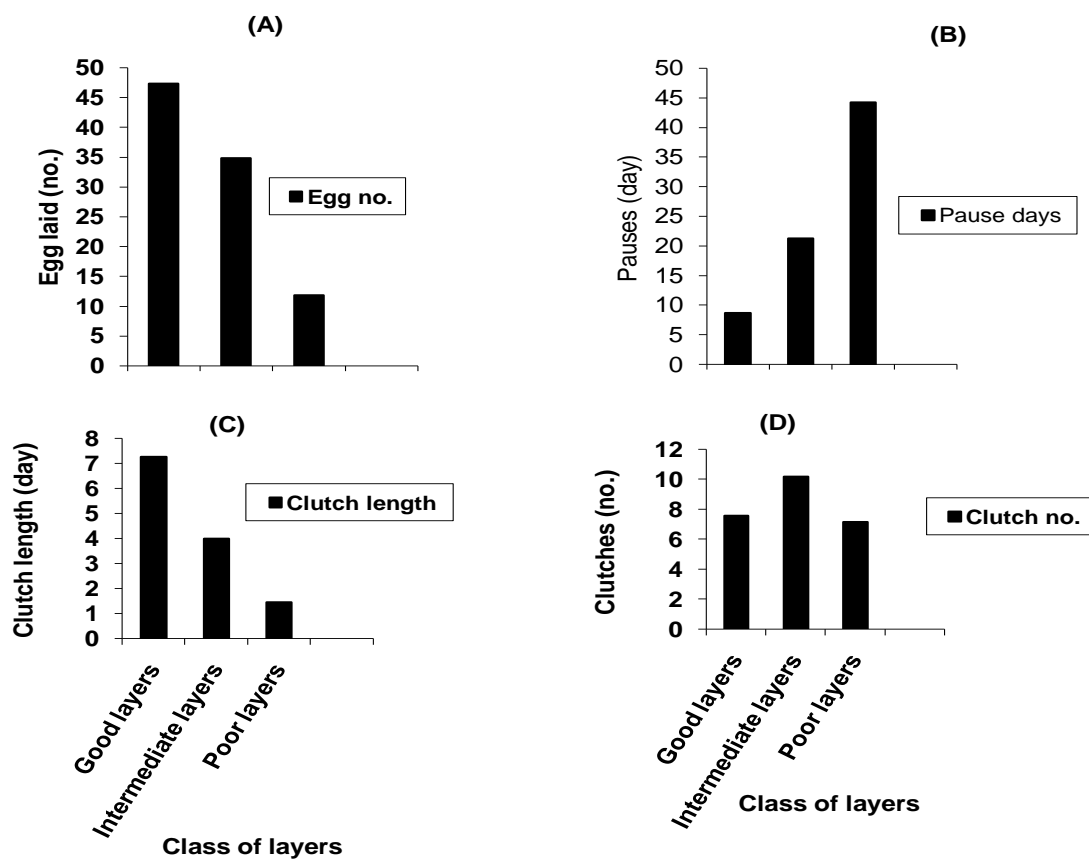 (A)
Egg laid (no.)
50
45
40
35
30
25
20
15
10
5
0
Egg no.
(B)
Pauses (day)
50
45
40
35
30
25
20
15
10
5
0
Pause days
(C)
Clutch length (day)
8
7
6
5
4
3
2
1
0
Clutch length
Good layers
Intermediate layers
Poor layers
Class of layers
(D)
Clutches (no.)
12
10
8
6
4
2
0
Clutch no.
Good layers
Intermediate layers
Poor layers
Class of layers